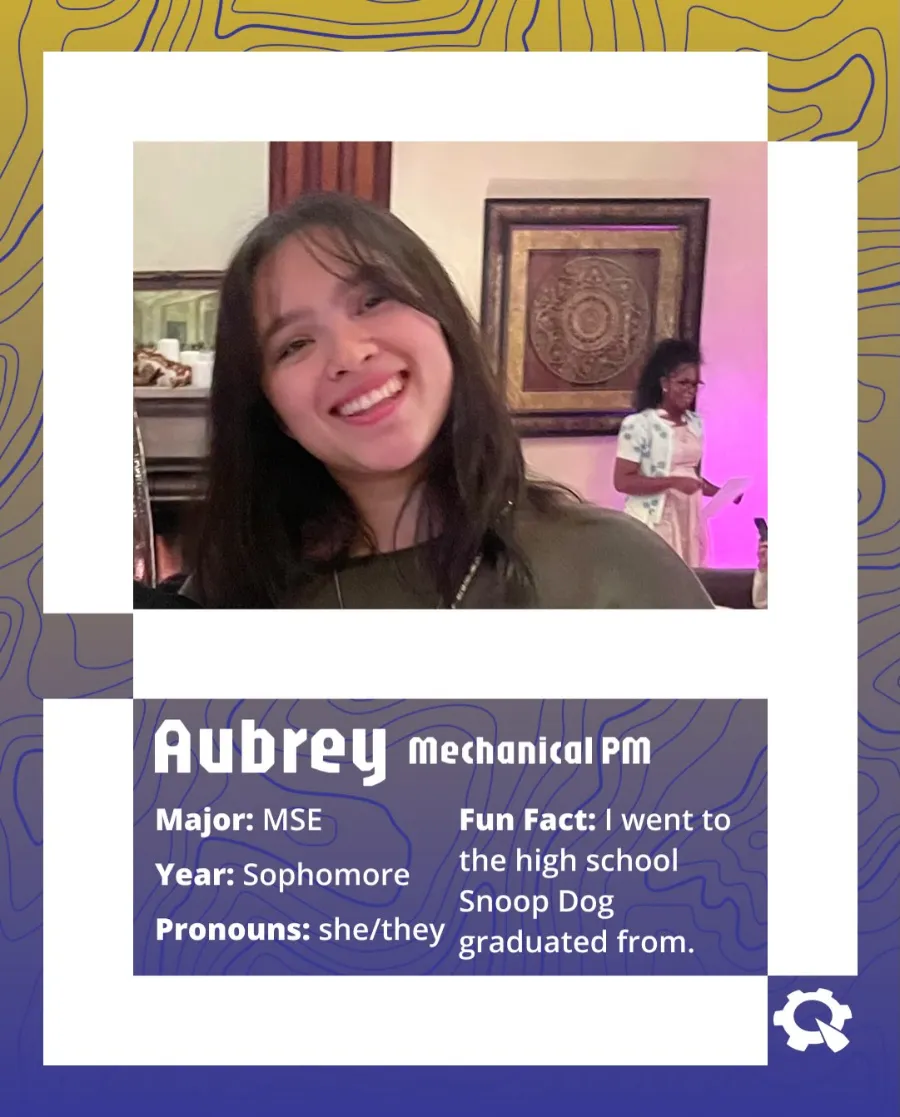 Aubrey Mechanical PM
Major: MSE
Year: Sophomore
Pronouns: she/they
Fun Fact: I went to
the high school
Snoop Dog
graduated from.